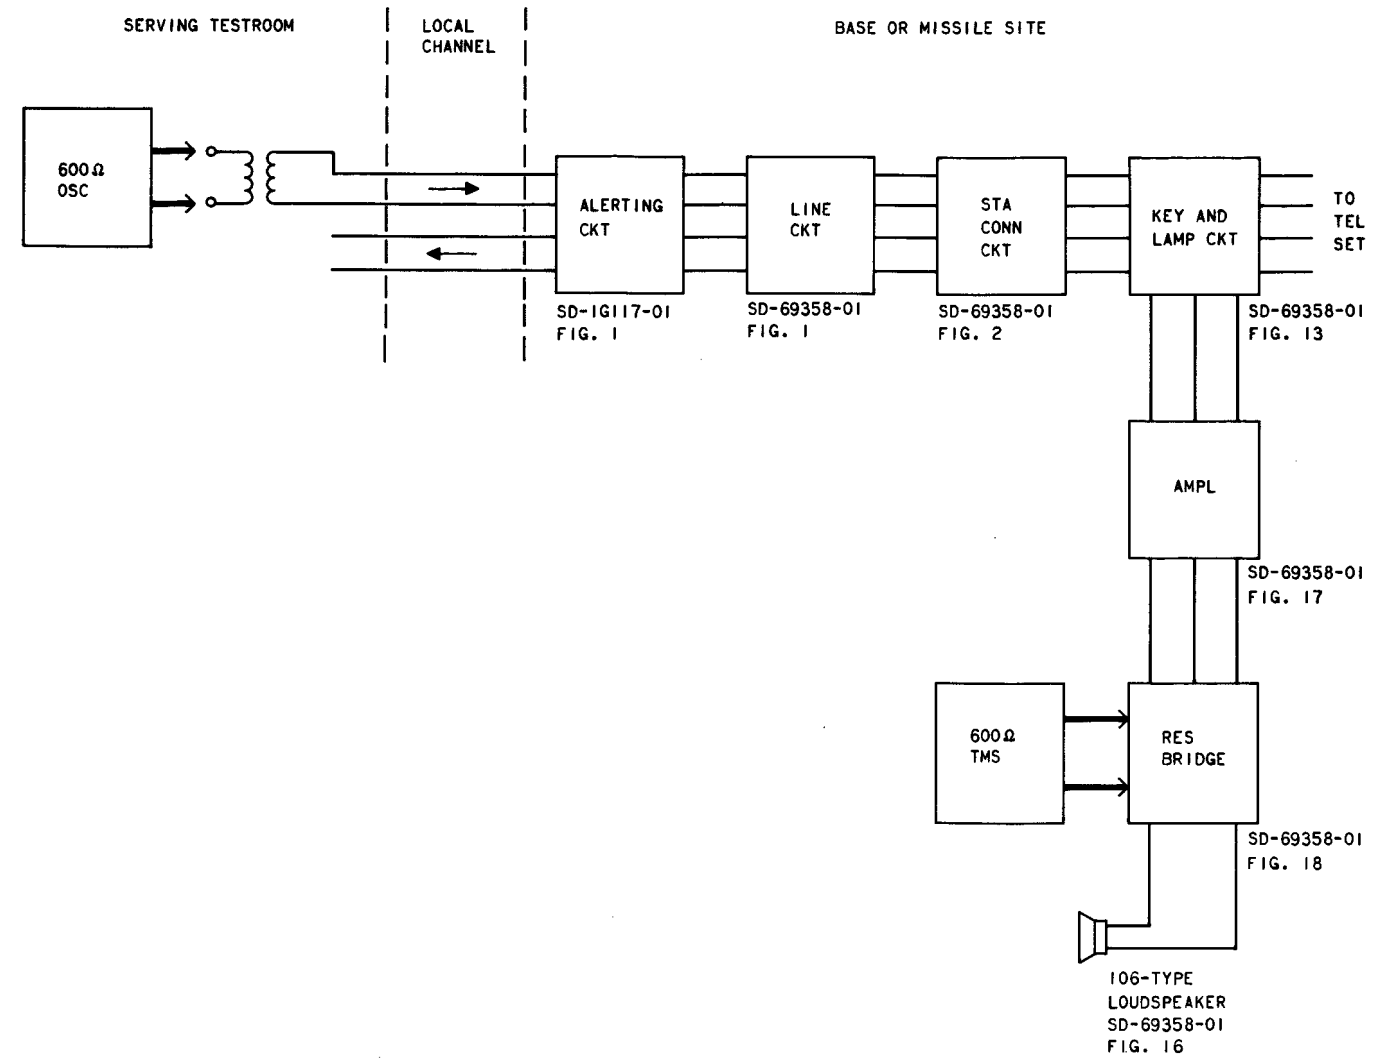 SERVING TESTROOM
LOCAL
CHANNEL
BASE OR MISSILE SITE
600Ω
OSC
ALERTING
CKT
SD-1G117-01
FIG. 1
LINE
CKT
SD-69358-01
FIG. 1
STA
CONN
CKT
SD-69358-01
FIG. 2
KEY AND
LAMP CKT
SD-69358-01
FIG. 13
TO
TEL
SET
AMPL
SD-69358-01
FIG. 17
600Ω
TMS
RES
BRIDGE
SD-69358-01
FIG. 18
106-TYPE
LOUDSPEAKER
SD-69358-01
FIG. 16